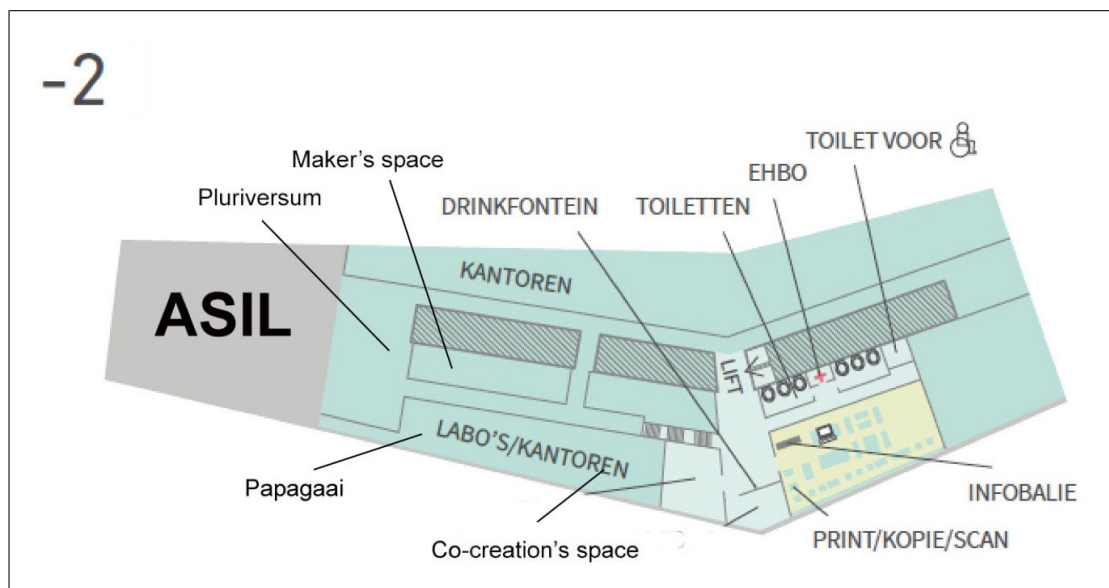 -2
TOILET VOOR
EHBO
Maker's space
Pluriversum
DRINKFONTEIN
TOILETTEN
KANTOREN
ASIL
LIFT
LABO'S/KANTOREN
Papagaai
INFOBALIE
Co-creation's space
PRINT/KOPIE/SCAN